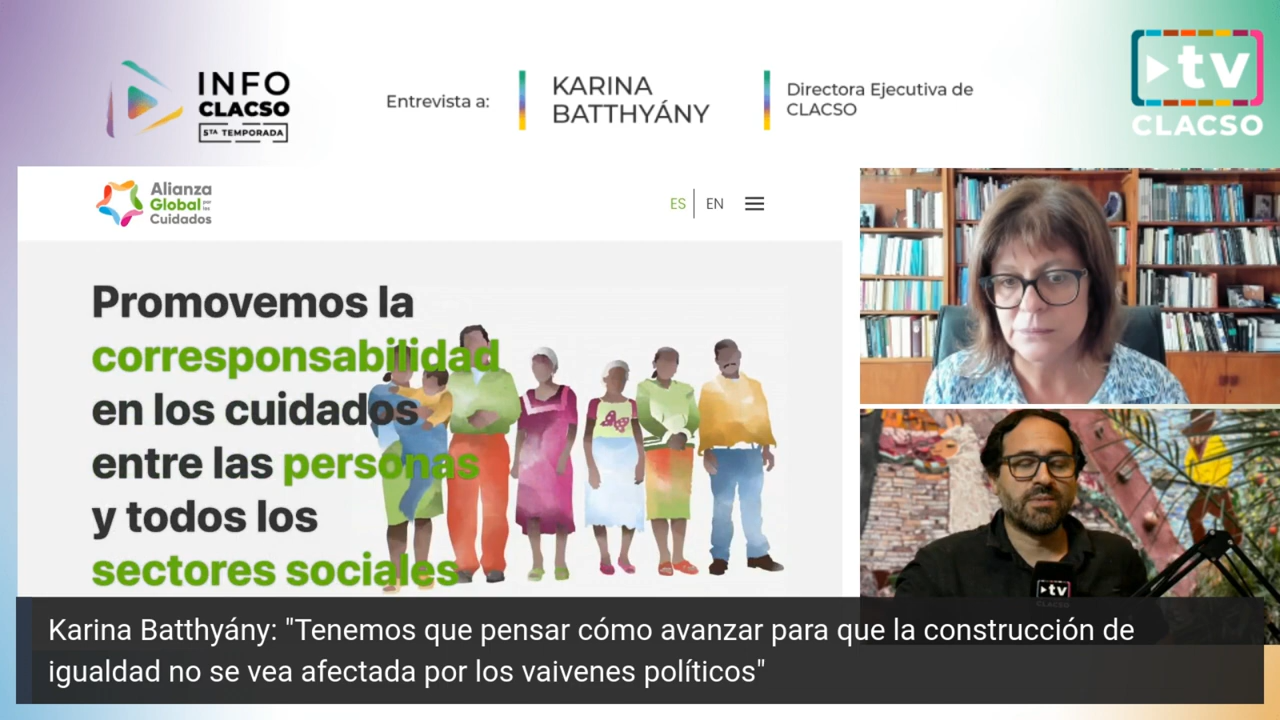 INFO
CLACSO
5TA TEMPORADA
Entrevista a:
KARINA
BATTHYÁNY
Directora Ejecutiva de
CLACSO
tv
CLACSO
Alianza
Global por los
Cuidados
ES | EN
Promovemos la
corresponsabilidad
en los cuidados
entre las personas
y todos los
sectores sociales
tv
CLACSO
Karina Batthyány: "Tenemos que pensar cómo avanzar para que la construcción de
igualdad no se vea afectada por los vaivenes políticos"